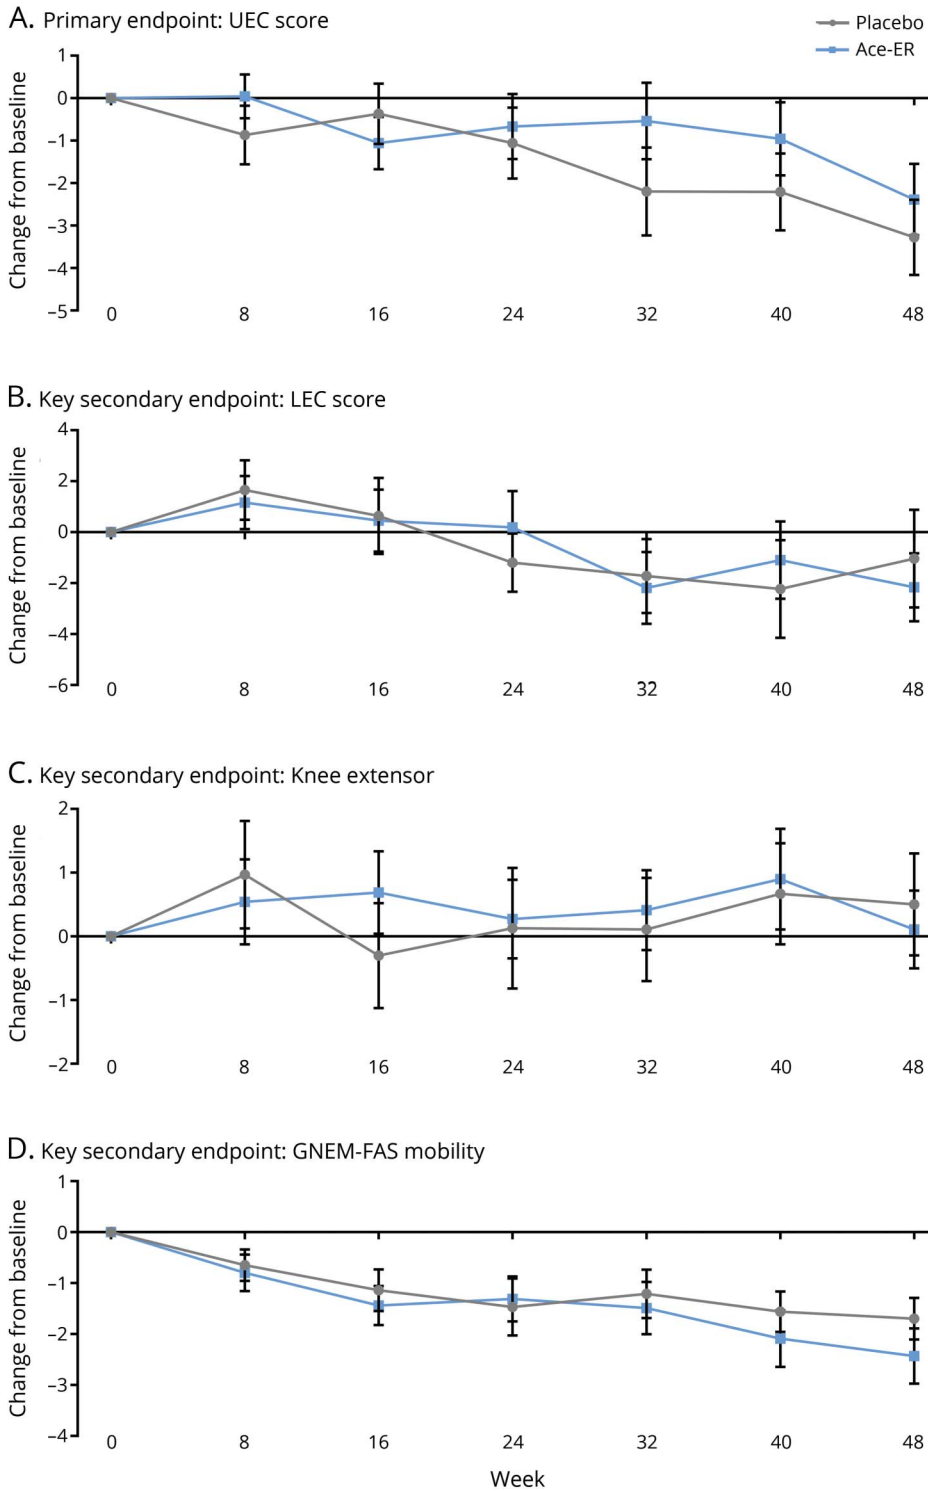 A. Primary endpoint: UEC score
Placebo
Ace-ER
Change from baseline
1
0
−1
−2
−3
−4
−5
0 8 16 24 32 40 48
B. Key secondary endpoint: LEC score
Change from baseline
4
2
0
−2
−4
−6
0 8 16 24 32 40 48
C. Key secondary endpoint: Knee extensor
Change from baseline
2
1
0
−1
−2
0 8 16 24 32 40 48
D. Key secondary endpoint: GNEM-FAS mobility
Change from baseline
1
0
−1
−2
−3
−4
0 8 16 24 32 40 48
Week